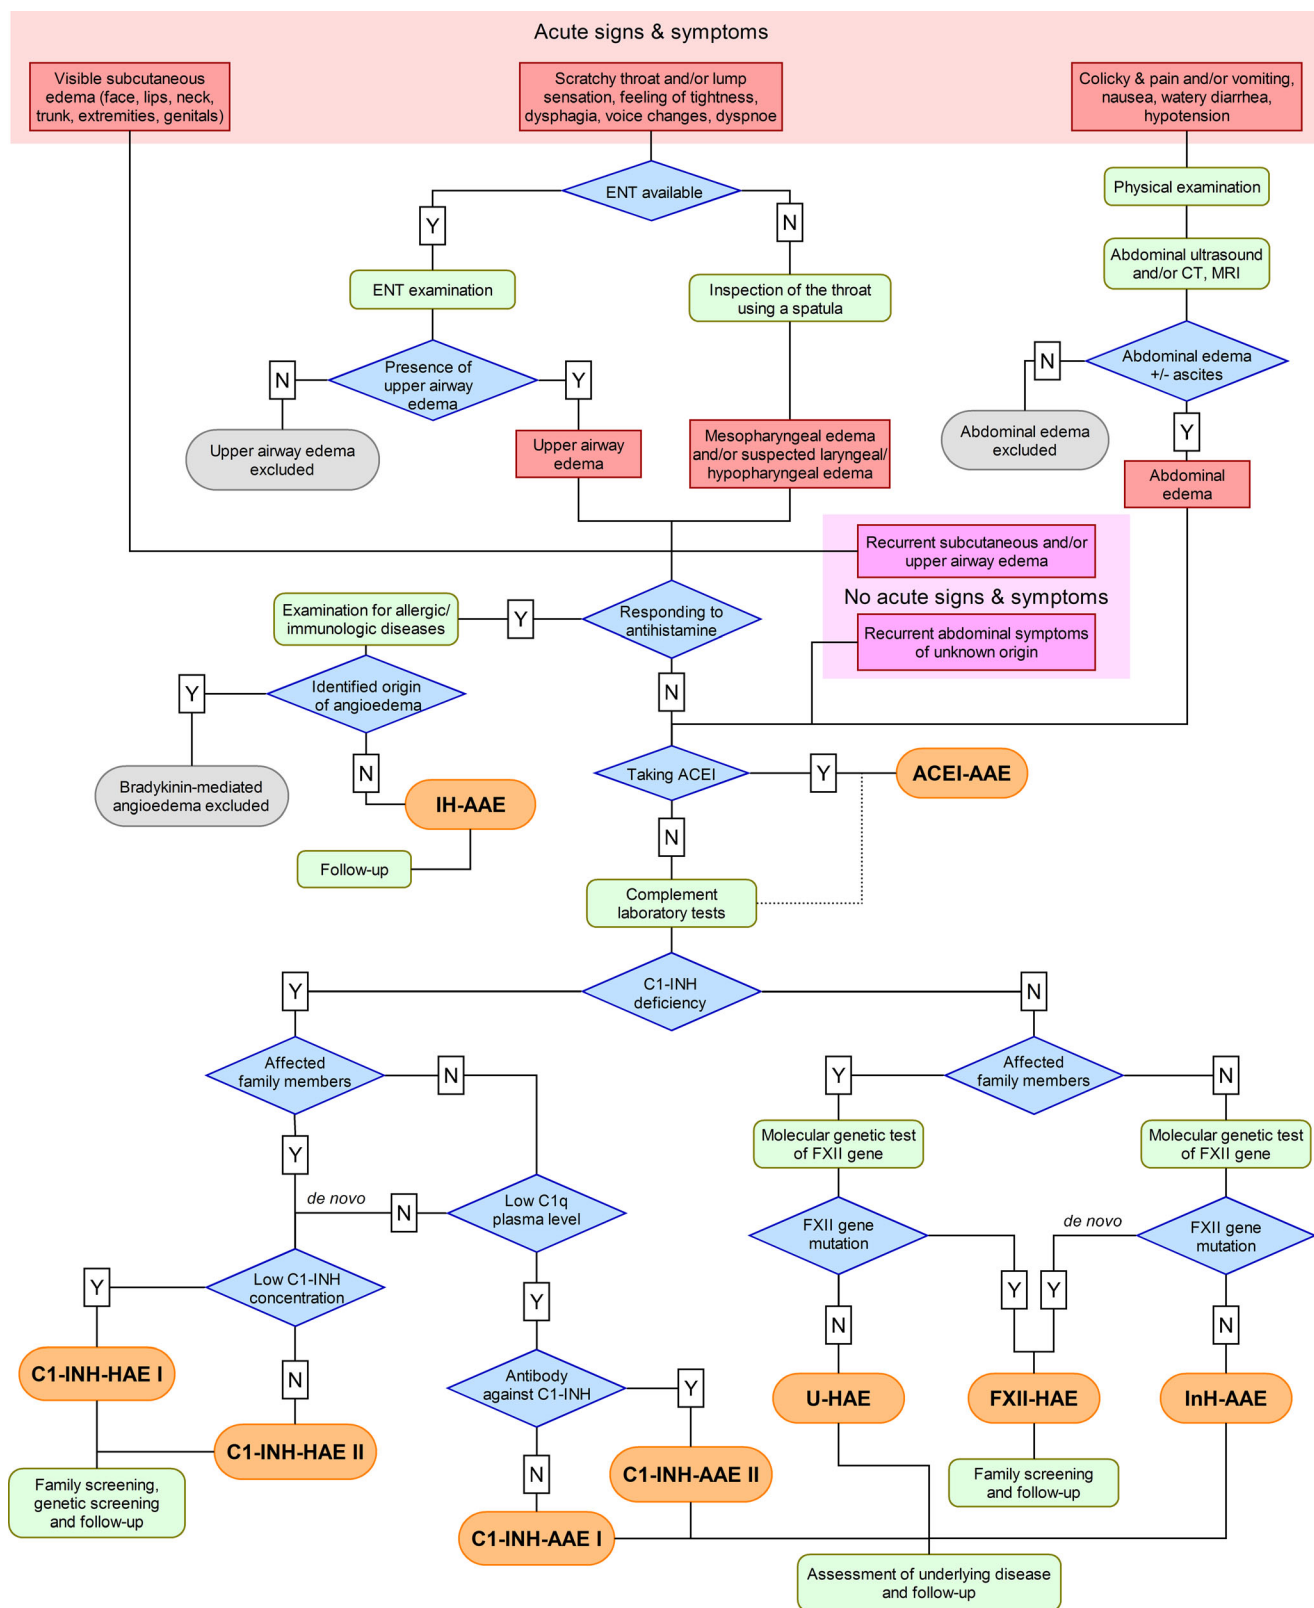 Acute signs & symptoms
Visible subcutaneous
edema (face, lips, neck,
trunk, extremities, genitals)
Scratchy throat and/or lump
sensation, feeling of tightness,
dysphagia, voice changes, dyspnoe
Colicky & pain and/or vomiting,
nausea, watery diarrhea,
hypotension
ENT available
Physical examination
Y
N
Abdominal ultrasound
and/or CT, MRI
ENT examination
Inspection of the throat
using a spatula
Presence of
upper airway
edema
N
Y
Abdominal edema
+/- ascites
N
Y
Upper airway edema
excluded
Upper airway
edema
Mesopharyngeal edema
and/or suspected laryngeal/
hypopharyngeal edema
Abdominal edema
excluded
Abdominal
edema
Recurrent subcutaneous and/or
upper airway edema
No acute signs & symptoms
Recurrent abdominal symptoms
of unknown origin
Examination for allergic/
immunologic diseases
Y
Responding to
antihistamine
N
Y
Identified origin
of angioedema
N
Bradykinin-mediated
angioedema excluded
IH-AAE
Follow-up
Taking ACEI
Y
ACEI-AAE
N
Complement
laboratory tests
C1-INH
deficiency
Y
N
Affected
family members
N
Y
Affected
family members
Y
N
Molecular genetic test
of FXII gene
Molecular genetic test
of FXII gene
de novo
N
Low C1q
plasma level
FXII gene
mutation
de novo
FXII gene
mutation
Y
Low C1-INH
concentration
Y
Y
Y
N
N
N
C1-INH-HAE I
Antibody
against C1-INH
Y
U-HAE
FXII-HAE
InH-AAE
C1-INH-HAE II
N
C1-INH-AAE II
Family screening,
genetic screening
and follow-up
Family screening
and follow-up
C1-INH-AAE I
Assessment of underlying disease
and follow-up